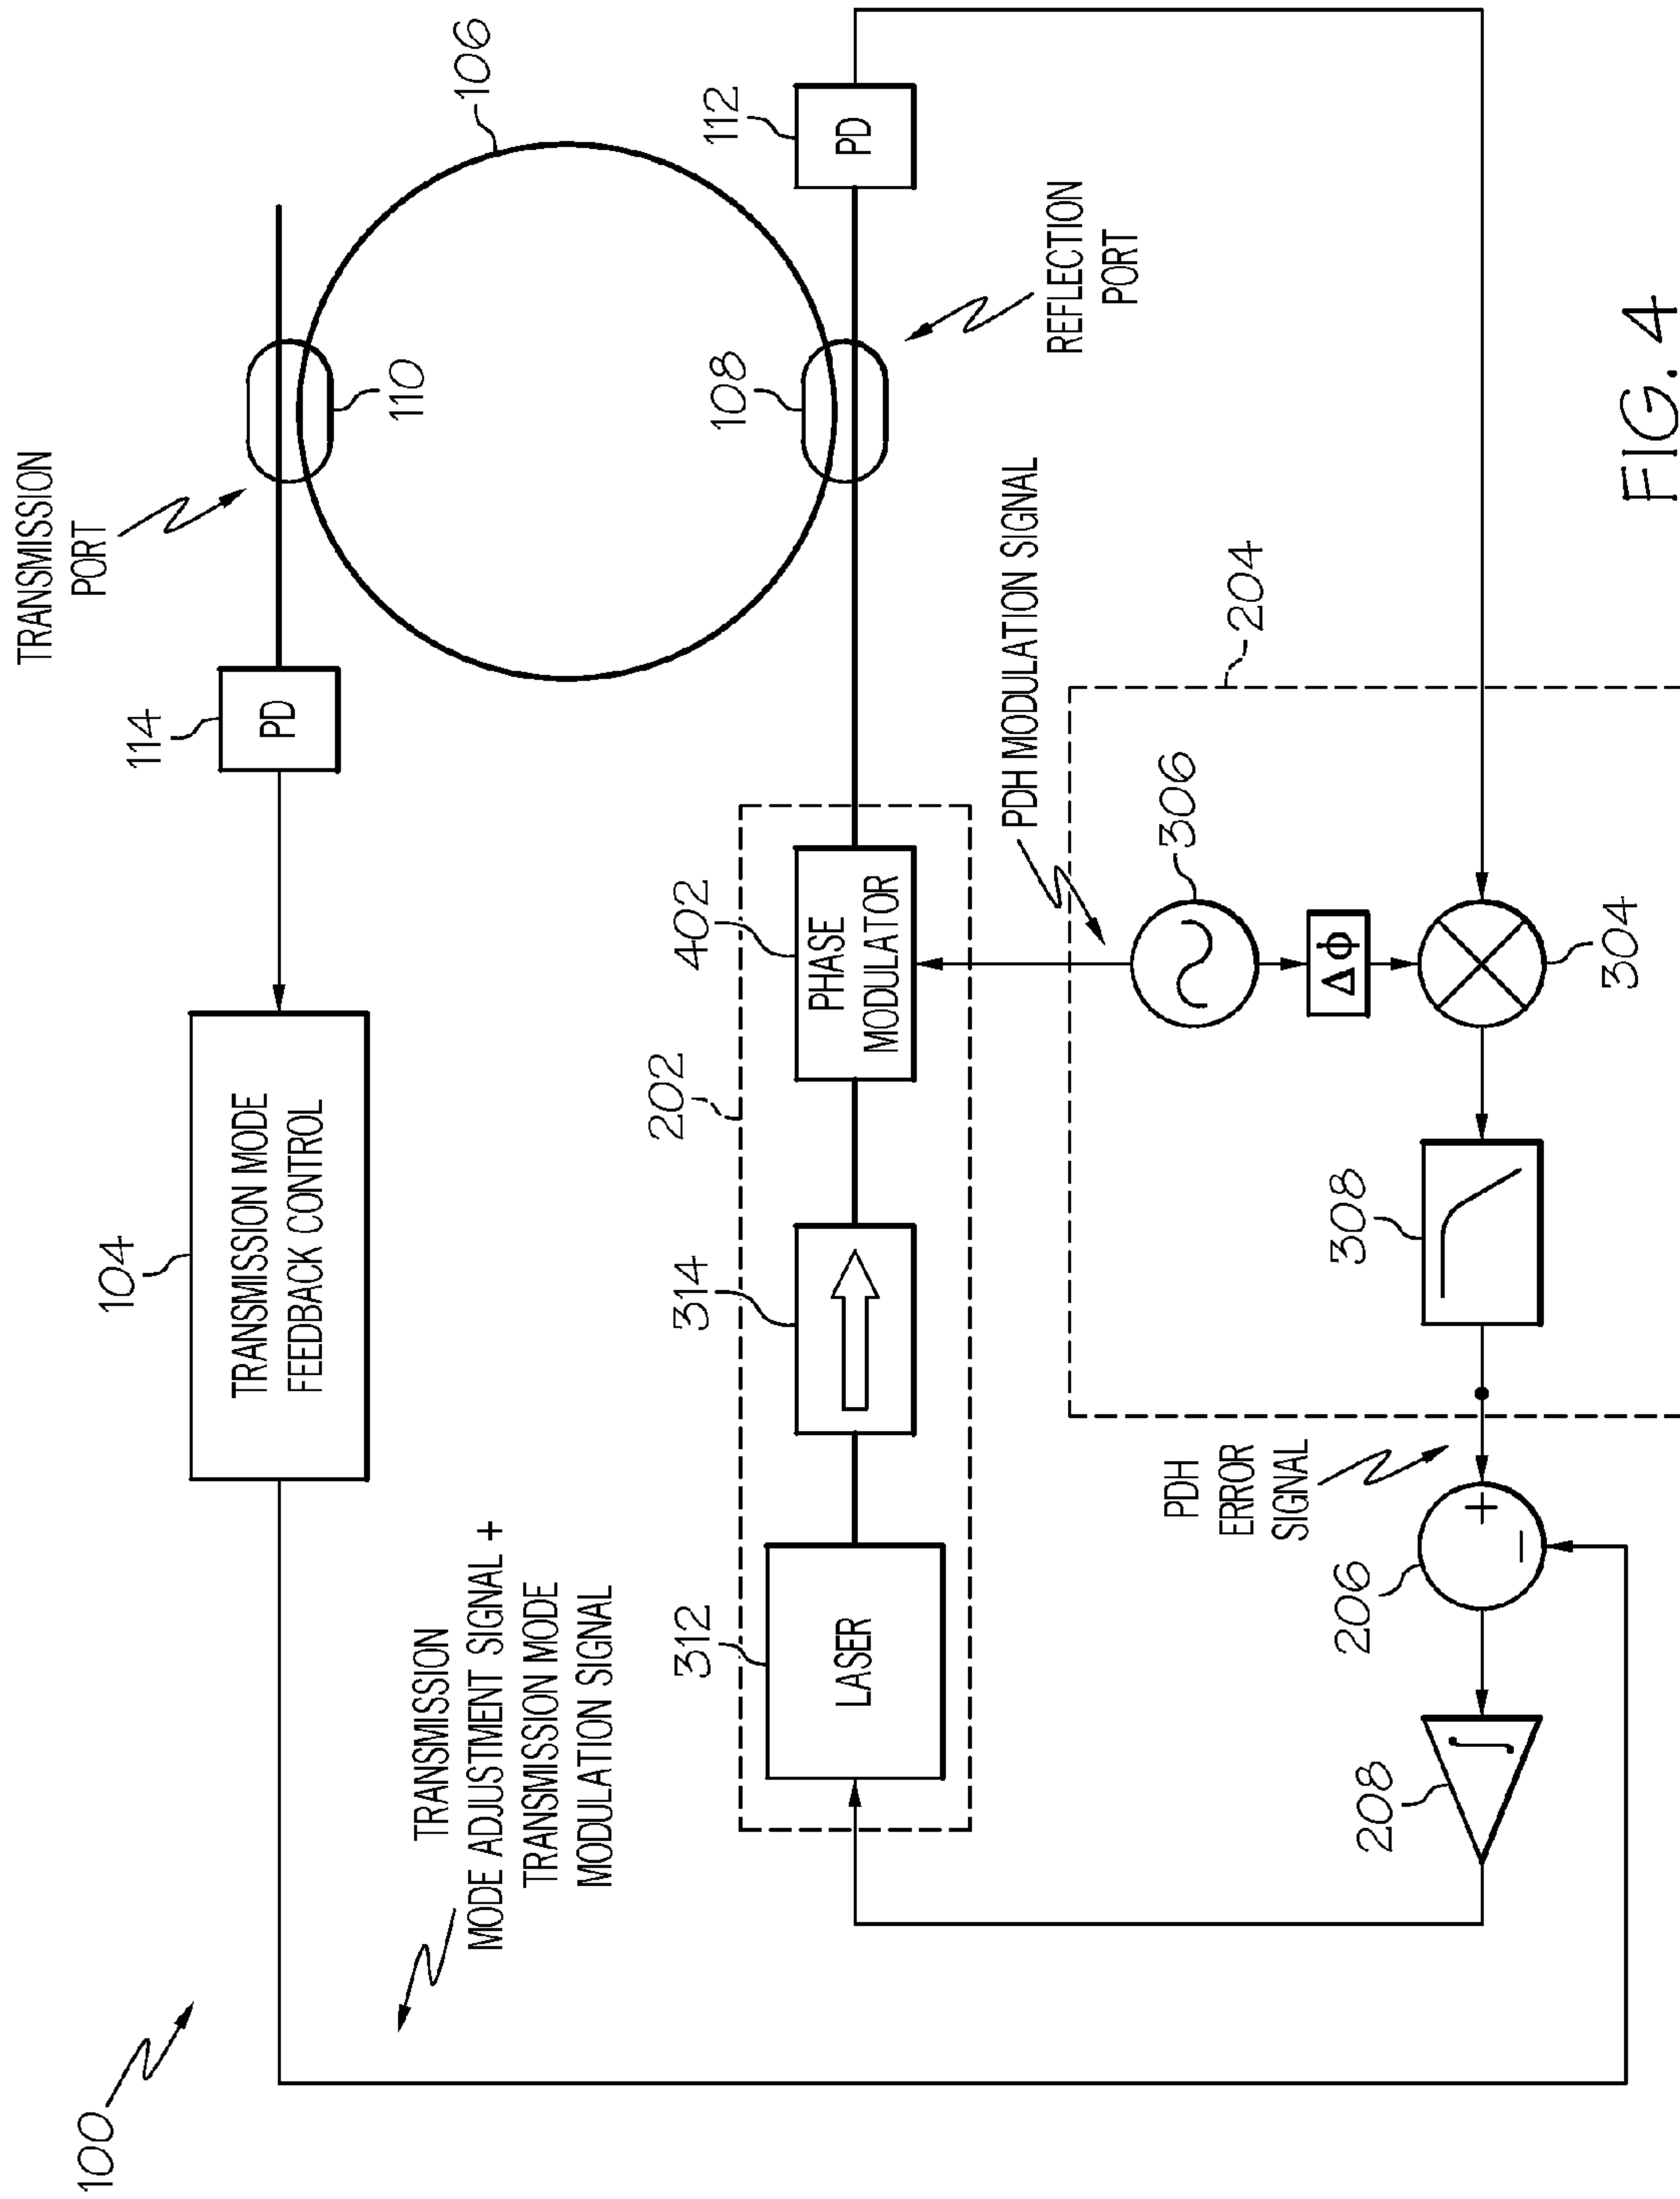 100
104
TRANSMISSION MODE
FEEDBACK CONTROL
114
PD
TRANSMISSION
PORT
110
106
TRANSMISSION
MODE ADJUSTMENT SIGNAL +
TRANSMISSION MODE
MODULATION SIGNAL
312
LASER
314
202
402
PHASE
MODULATOR
108
112
PD
REFLECTION
PORT
PDH MODULATION SIGNAL
204
306
Δϕ
304
308
PDH
ERROR
SIGNAL
206
+
−
208
∫
FIG. 4